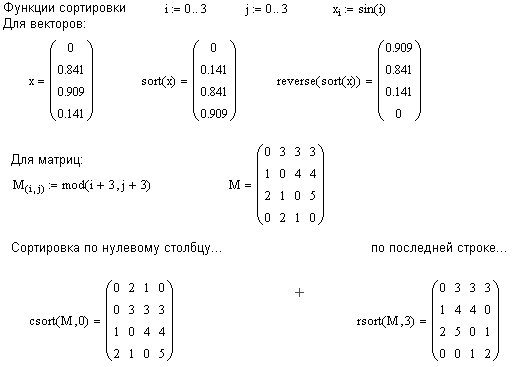 Функции сортировки i := 0 .. 3 j := 0 .. 3 xᵢ := sin(i)
Для векторов:
x = (0 0.841 0.909 0.141) sort(x) = (0 0.141 0.841 0.909) reverse(sort(x)) = (0.909 0.841 0.141 0)
Для матриц:
M(i,j) := mod(i + 3, j + 3) M =
0 3 3 3
1 0 4 4
2 1 0 5
0 2 1 0
Сортировка по нулевому столбцу... по последней строке...
csort(M,0) =
0 2 1 0
0 3 3 3
1 0 4 4
2 1 0 5
+
rsort(M,3) =
0 3 3 3
1 4 4 0
2 5 0 1
0 0 1 2